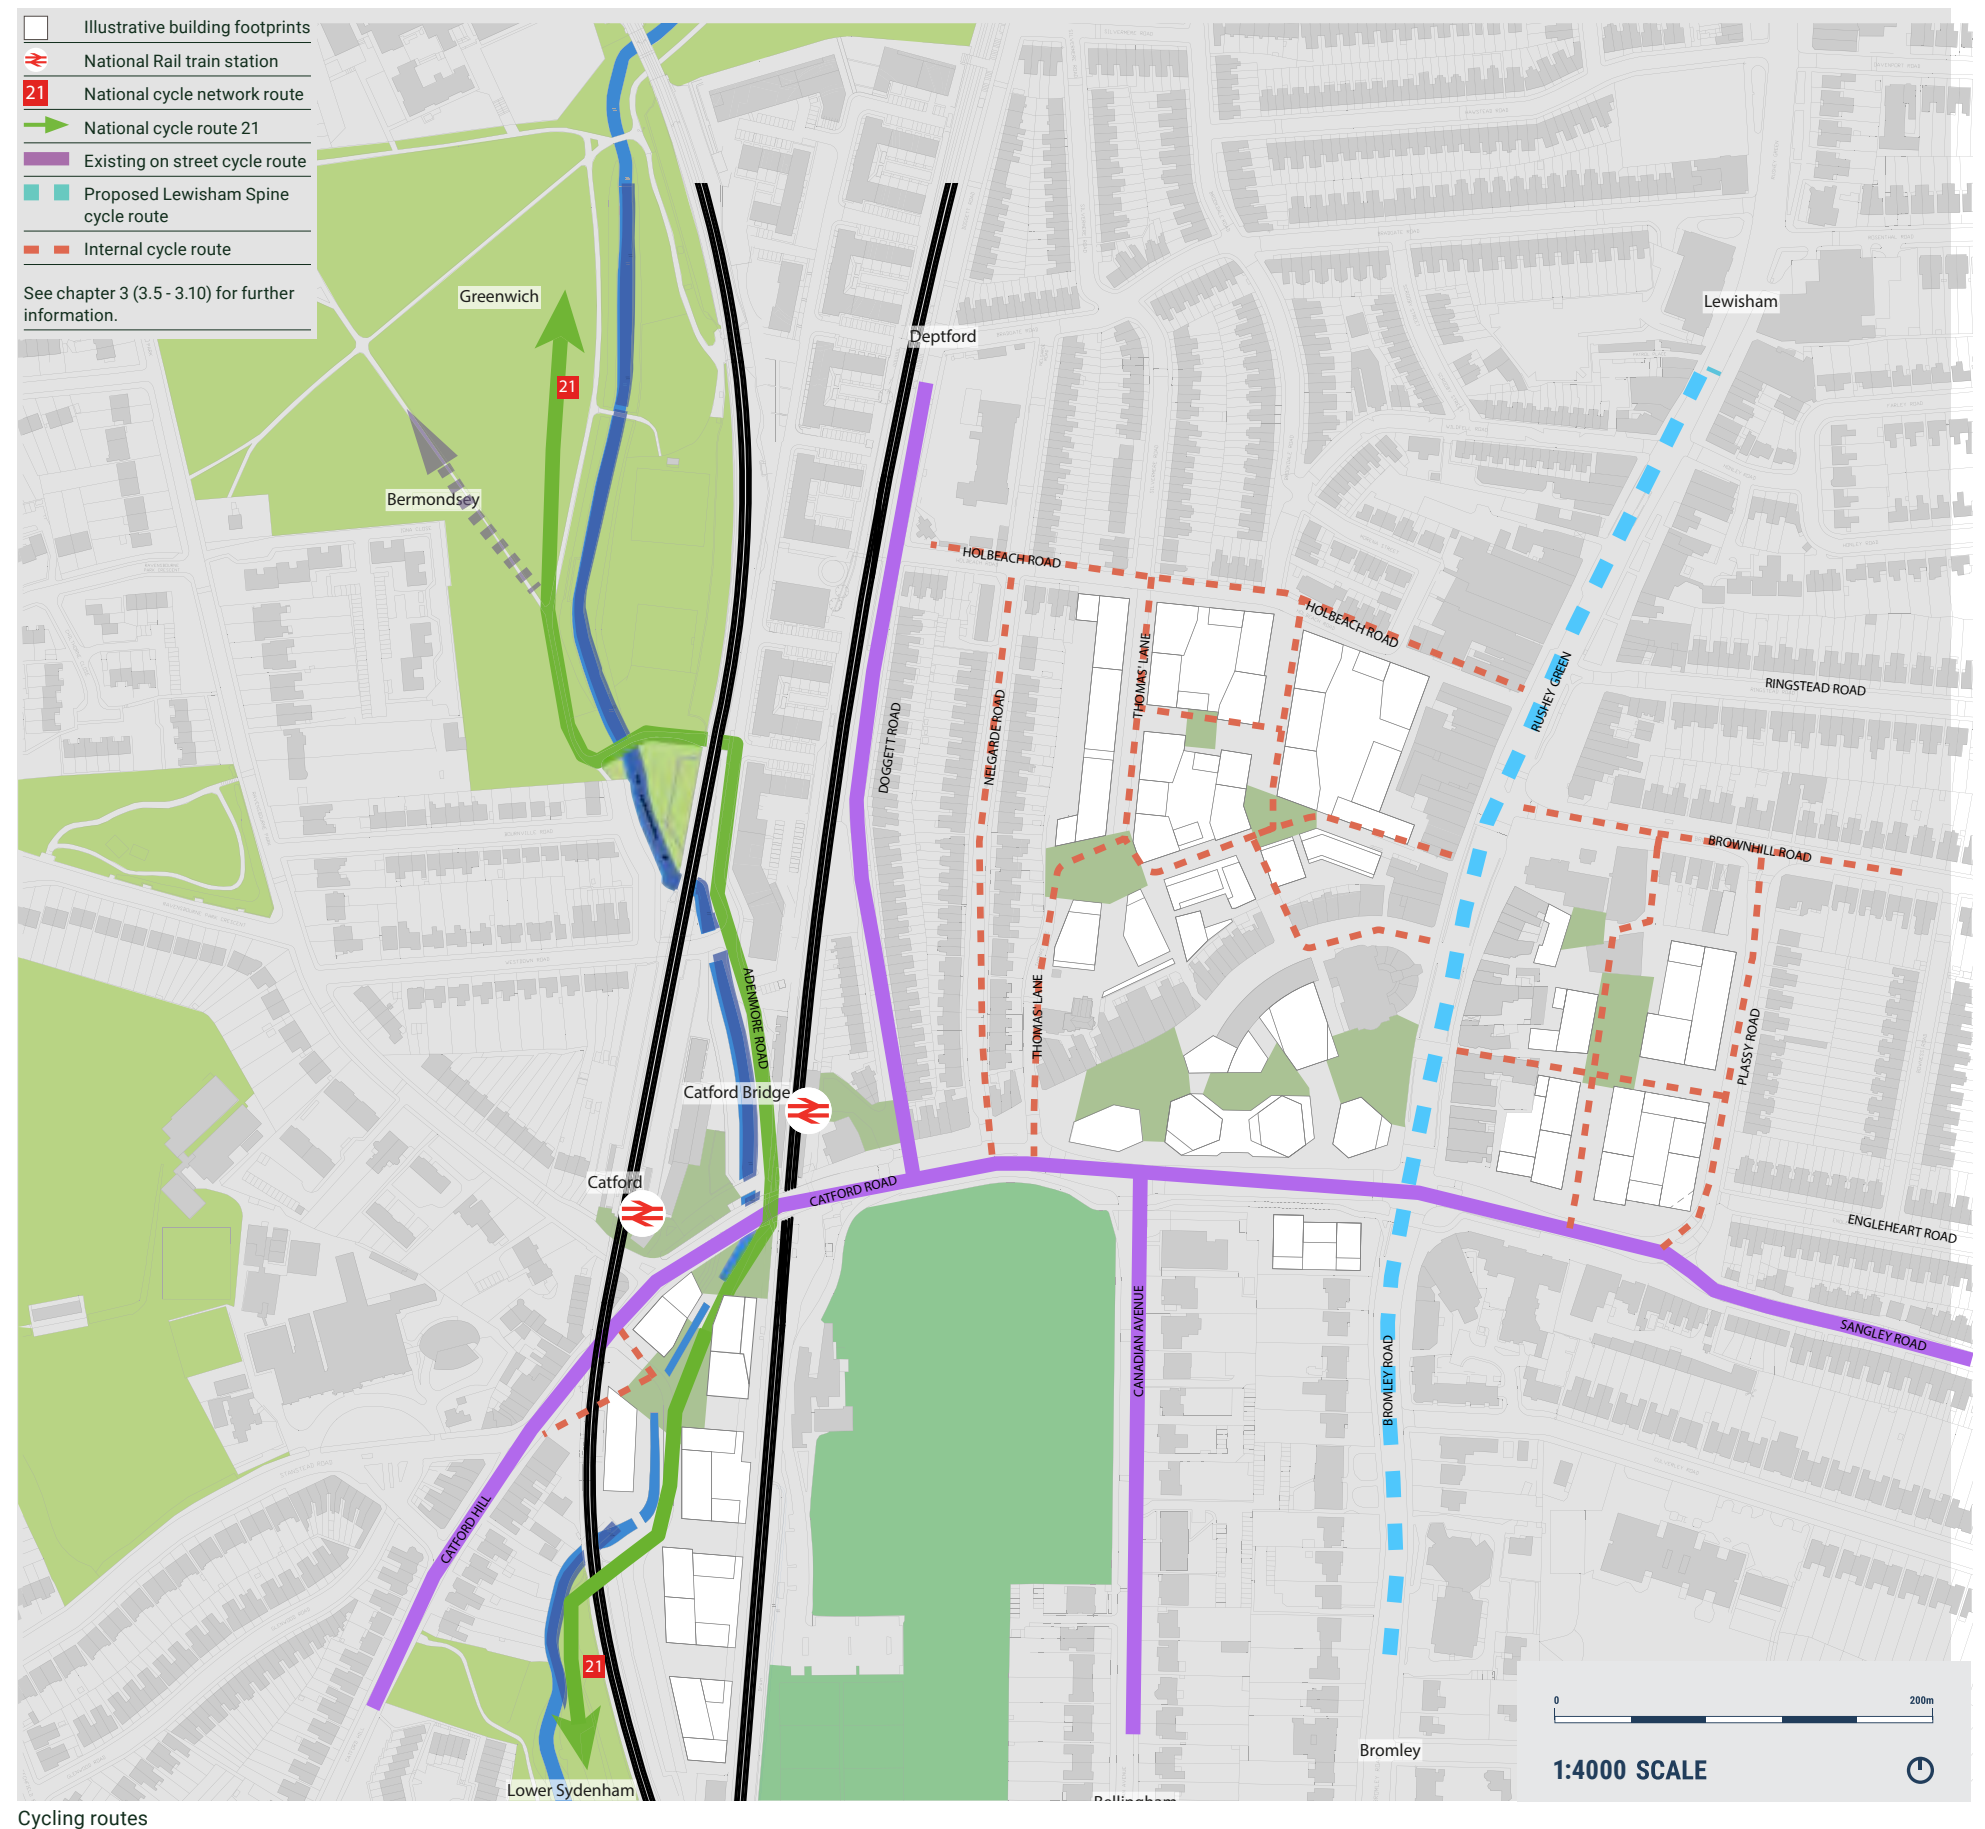 Illustrative building footprints
National Rail train station
21 National cycle network route
National cycle route 21
Existing on street cycle route
Proposed Lewisham Spine
cycle route
Internal cycle route
See chapter 3 (3.5 - 3.10) for further
information.
Greenwich
Lewisham
Deptford
21
Bermondsey
HOLBEACH ROAD
HOLBEACH ROAD
THOMAS' LANE
RUSHEY GREEN
RINGSTEAD ROAD
NELGARDE ROAD
DOGGETT ROAD
BROWNHILL ROAD
ADENMORE ROAD
THOMAS' LANE
PLASSY ROAD
Catford Bridge
Catford
CATFORD ROAD
ENGLEHEART ROAD
CANADIAN AVENUE
BROMLEY ROAD
SANGLEY ROAD
CATFORD HILL
STANSTEAD ROAD
21
0 200m
Bromley
1:4000 SCALE
Lower Sydenham
Bellingham
Cycling routes